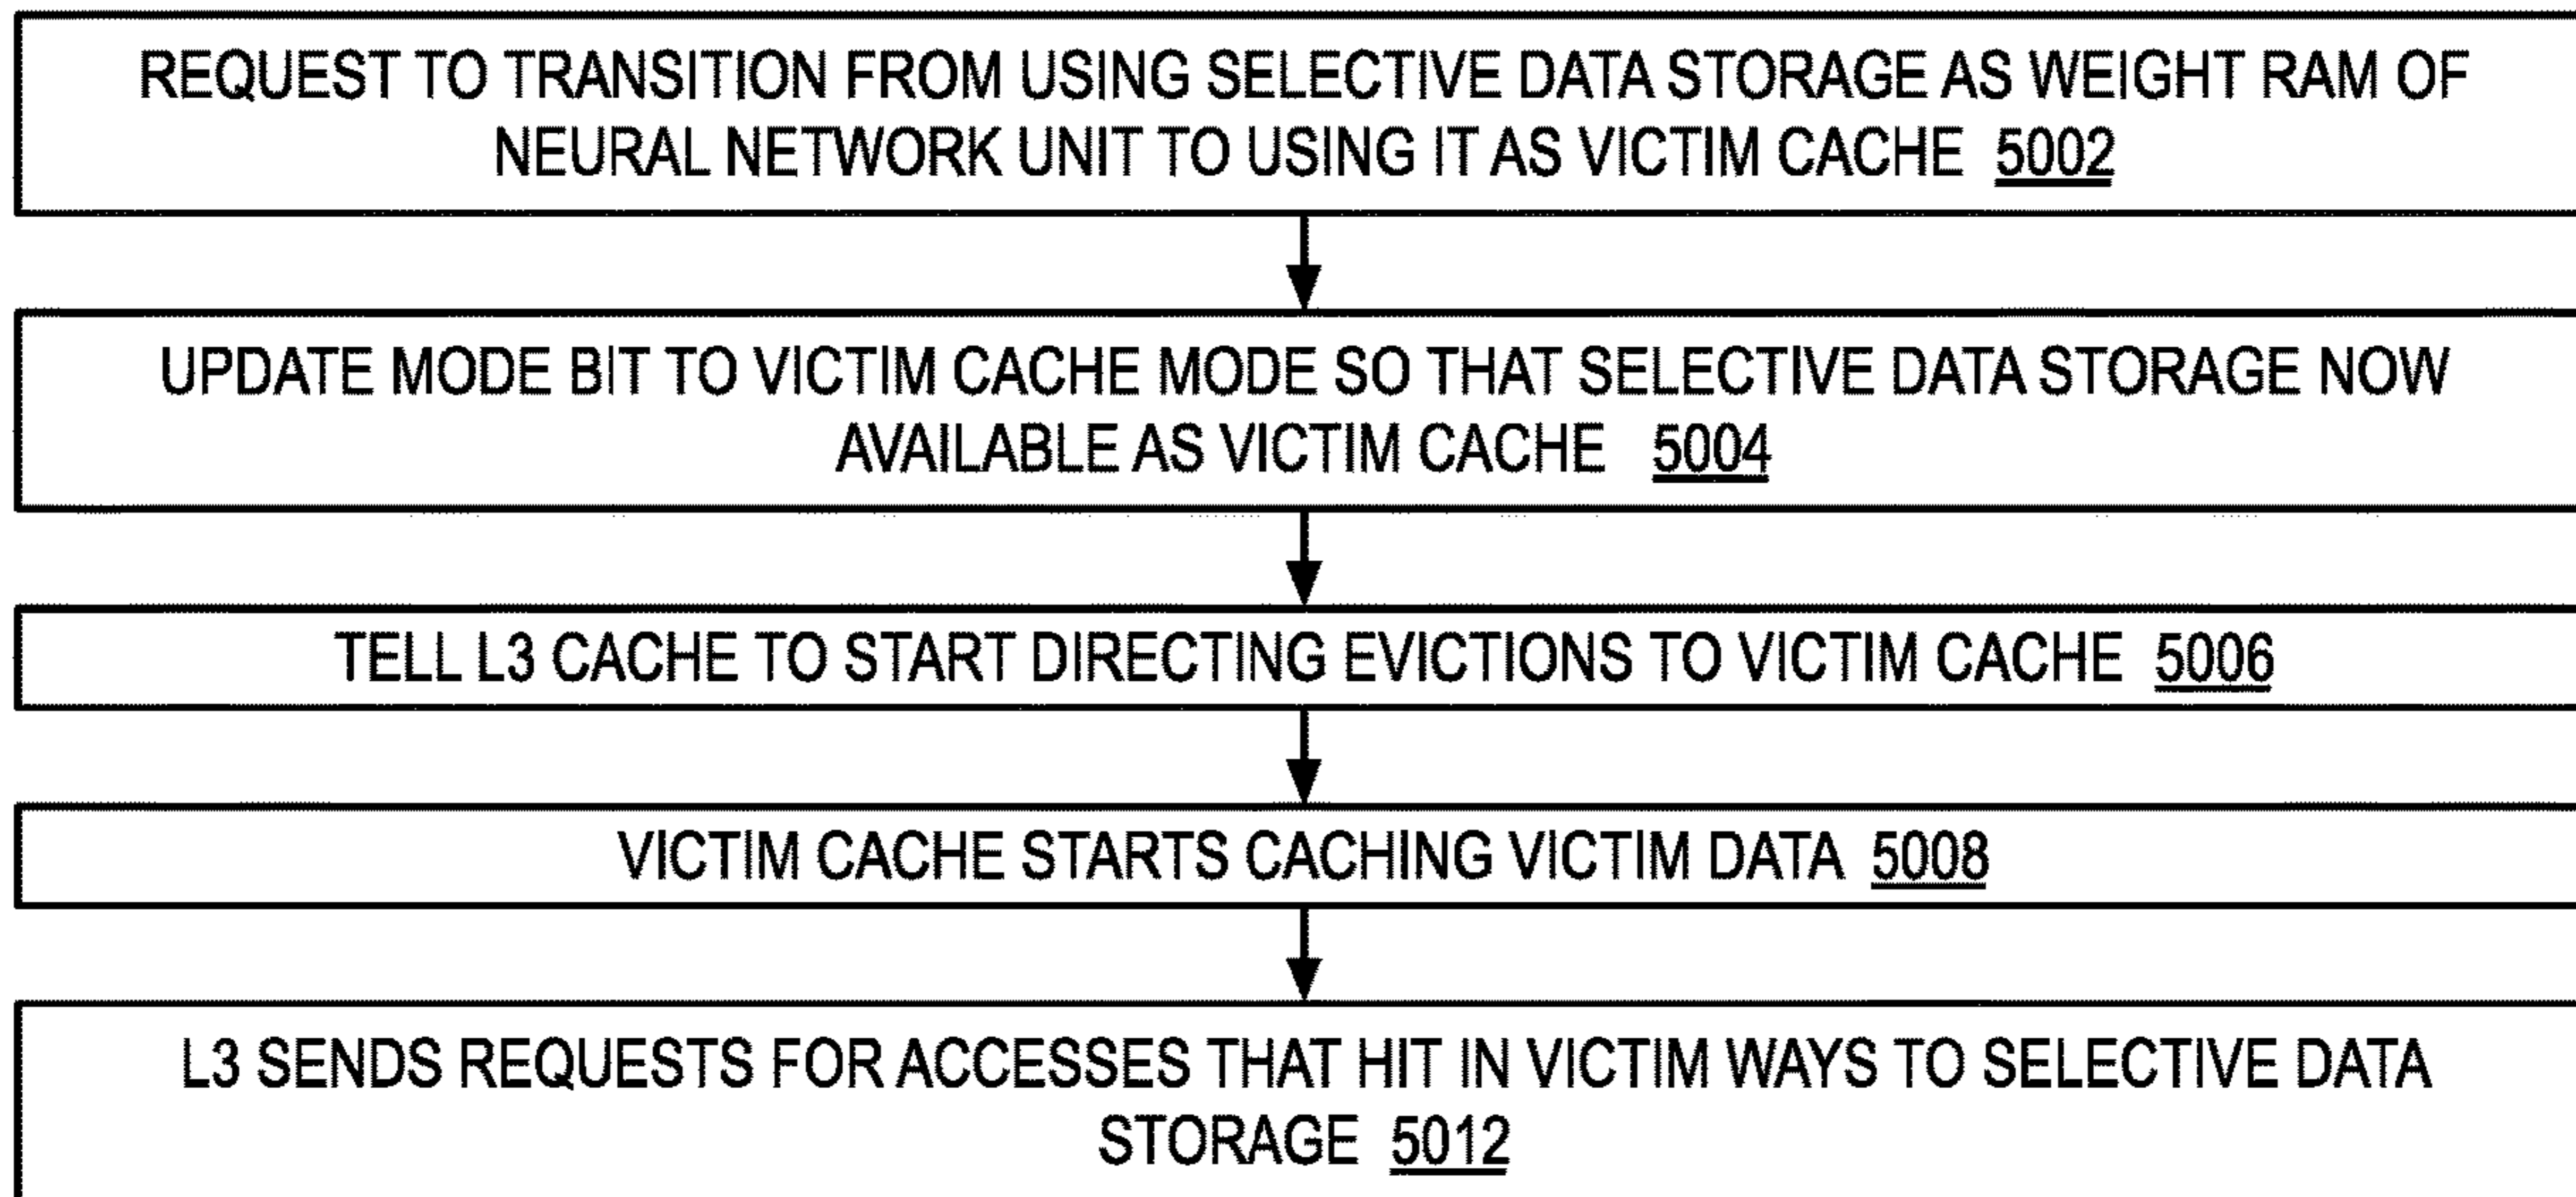 REQUEST TO TRANSITION FROM USING SELECTIVE DATA STORAGE AS WEIGHT RAM OF
NEURAL NETWORK UNIT TO USING IT AS VICTIM CACHE 5002
UPDATE MODE BIT TO VICTIM CACHE MODE SO THAT SELECTIVE DATA STORAGE NOW
AVAILABLE AS VICTIM CACHE 5004
TELL L3 CACHE TO START DIRECTING EVICTIONS TO VICTIM CACHE 5006
VICTIM CACHE STARTS CACHING VICTIM DATA 5008
L3 SENDS REQUESTS FOR ACCESSES THAT HIT IN VICTIM WAYS TO SELECTIVE DATA
STORAGE 5012